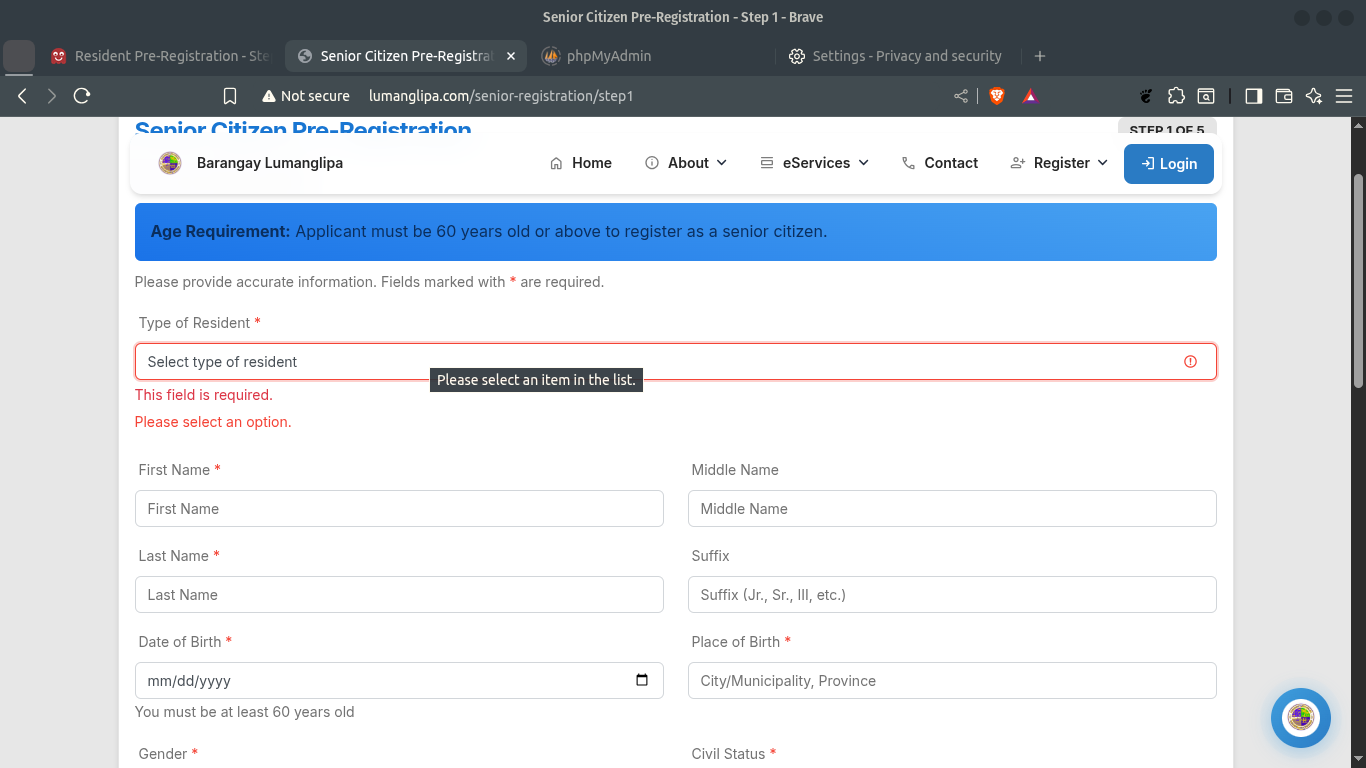 Senior Citizen Pre-Registration - Step 1 - Brave
Resident Pre-Registration - Ste
Senior Citizen Pre-Registrat
phpMyAdmin
Settings - Privacy and security
Not secure
lumanglipa.com/senior-registration/step1
Senior Citizen Pre-Registration
STEP 1 OF 5
Barangay Lumanglipa
Home
About
eServices
Contact
Register
Login
Age Requirement: Applicant must be 60 years old or above to register as a senior citizen.
Please provide accurate information. Fields marked with * are required.
Type of Resident *
Select type of resident
Please select an item in the list.
This field is required.
Please select an option.
First Name *
Middle Name
First Name
Middle Name
Last Name *
Suffix
Last Name
Suffix (Jr., Sr., III, etc.)
Date of Birth *
Place of Birth *
mm/dd/yyyy
City/Municipality, Province
You must be at least 60 years old
Gender *
Civil Status *